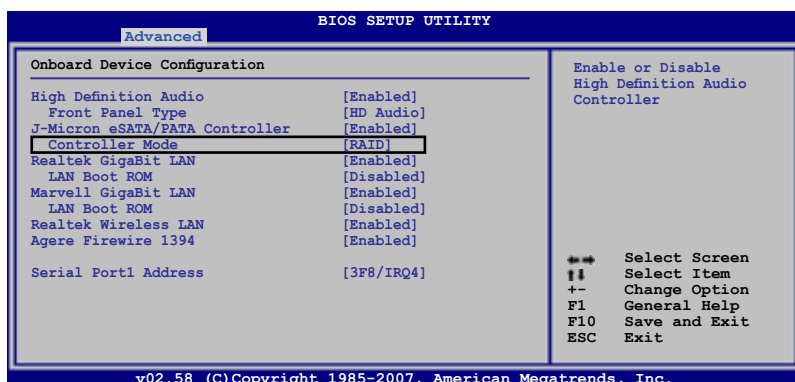 BIOS SETUP UTILITY
Advanced
Onboard Device Configuration
High Definition Audio [Enabled]
Front Panel Type [HD Audio]
J-Micron eSATA/PATA Controller [Enabled]
Controller Mode [RAID]
Realtek GigaBit LAN [Enabled]
LAN Boot ROM [Disabled]
Marvell GigaBit LAN [Enabled]
LAN Boot ROM [Disabled]
Realtek Wireless LAN [Enabled]
Agere Firewire 1394 [Enabled]
Serial Port1 Address [3F8/IRQ4]
Enable or Disable
High Definition Audio
Controller
←→ Select Screen
↑↓ Select Item
+- Change Option
F1 General Help
F10 Save and Exit
ESC Exit
v02.58 (C)Copyright 1985-2007, American Megatrends, Inc.